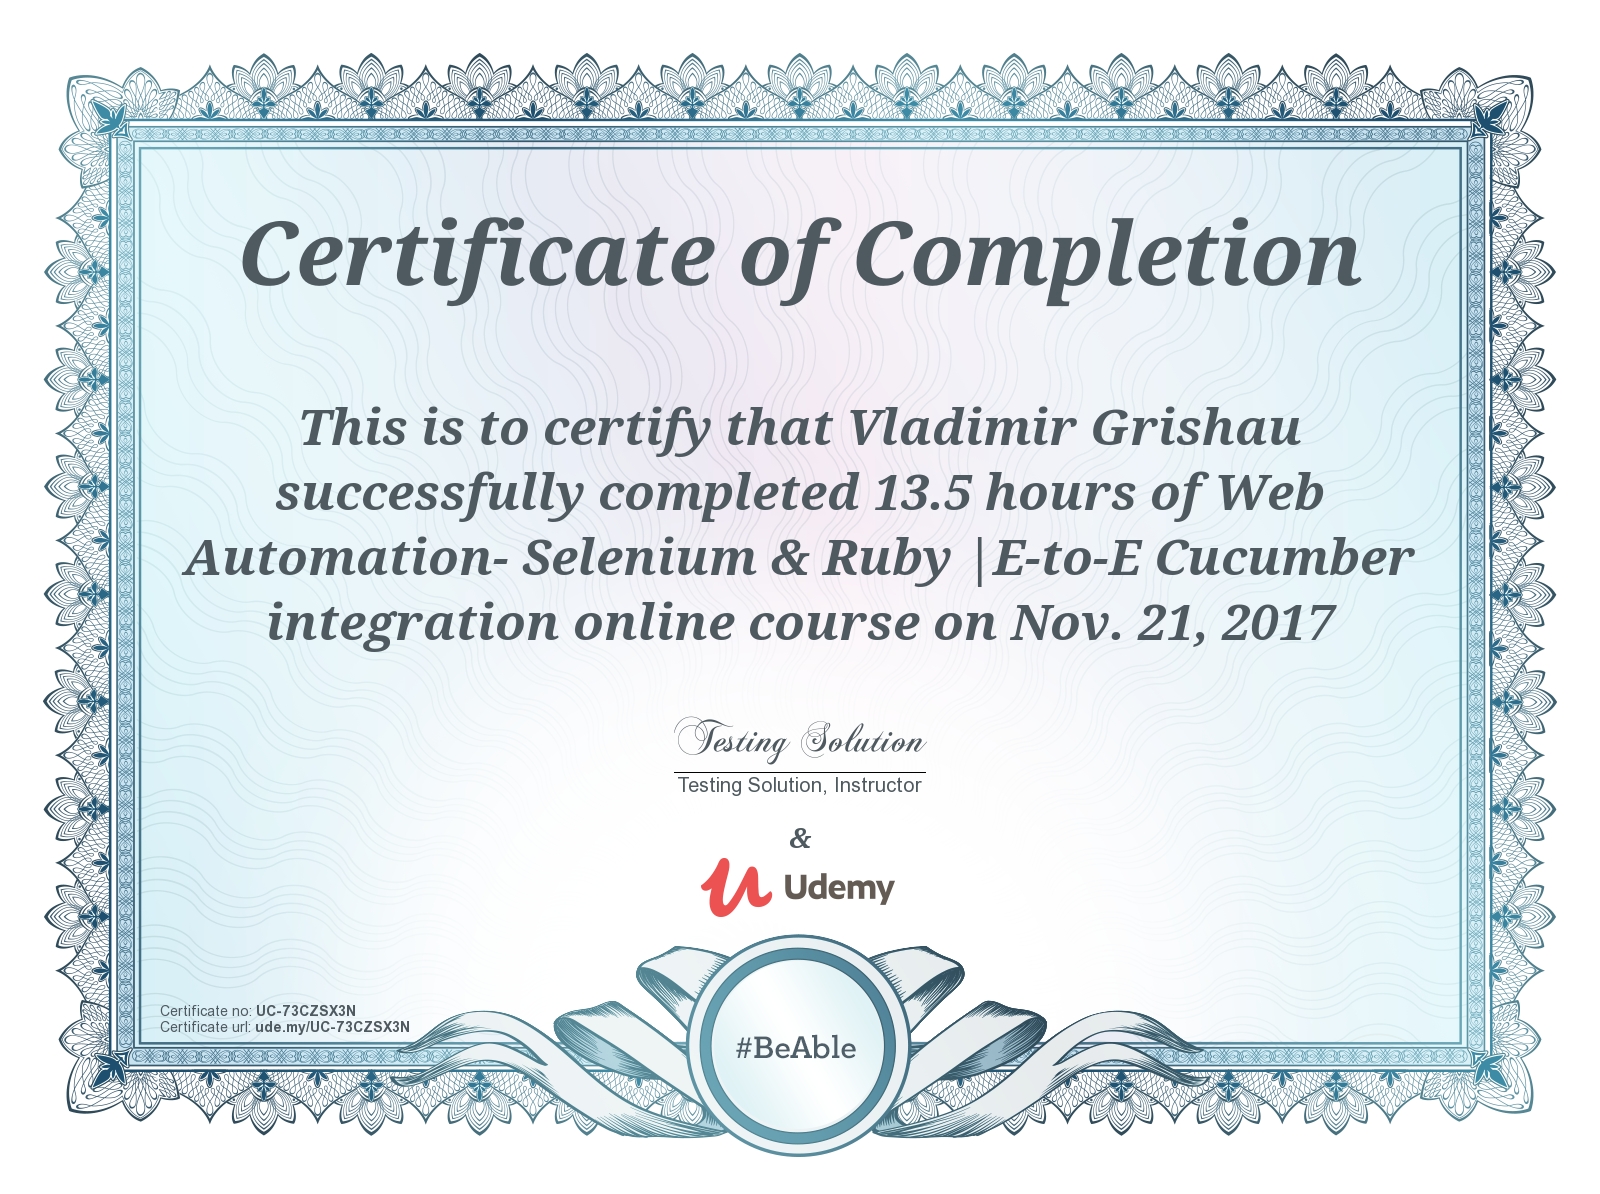 Certificate of Completion
This is to certify that Vladimir Grishau
successfully completed 13.5 hours of Web
Automation- Selenium & Ruby |E-to-E Cucumber
integration online course on Nov. 21, 2017
Testing Solution
Testing Solution, Instructor
&
Udemy
Certificate no: UC-73CZSX3N
Certificate url: ude.my/UC-73CZSX3N
#BeAble